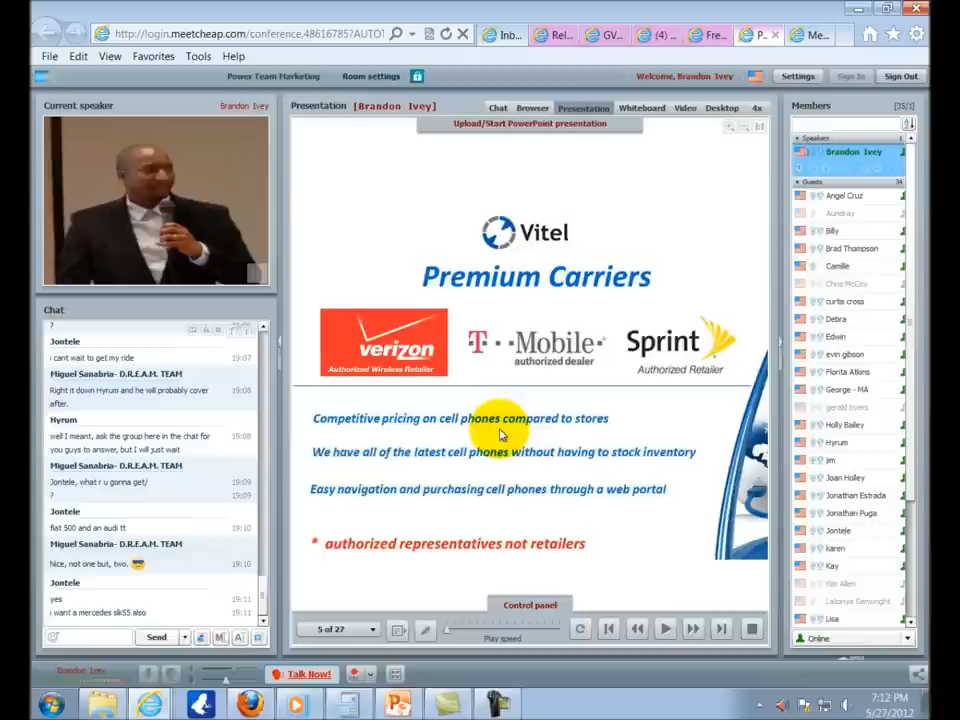 http://login.meetcheap.com/conference,48616785?AUTO1
Inb...
Rel...
GV...
(4) ...
Fre...
P...
Me...
File Edit View Favorites Tools Help
Power Team Marketing Room settings
Welcome, Brandon Ivey
Settings
Sign In
Sign Out
Current speaker Brandon Ivey
Presentation [Brandon Ivey]
Chat Browser Presentation Whiteboard Video Desktop 4x
Upload/Start PowerPoint presentation
Vitel
Premium Carriers
verizon
Authorized Wireless Retailer
T-Mobile
authorized dealer
Sprint
Authorized Retailer
Competitive pricing on cell phones compared to stores
We have all of the latest cell phones without having to stock inventory
Easy navigation and purchasing cell phones through a web portal
* authorized representatives not retailers
Control panel
5 of 27
Play speed
Chat
?
Jontele
i cant wait to get my ride 19:07
Miguel Sanabria- D.R.E.A.M. TEAM
Right it down Hyrum and he will probably cover 19:08
after.
Hyrum
well I meant, ask the group here in the chat for 19:08
you guys to answer, but I will just wait
Miguel Sanabria- D.R.E.A.M. TEAM
Jontele, what r u gonna get/ 19:09
? 19:09
Jontele
fiat 500 and an audi tt 19:10
Miguel Sanabria- D.R.E.A.M. TEAM
Nice, not one but, two. 19:10
Jontele
yes 19:11
i want a mercedes slk55 also 19:11
Send
Members [35/1]
Speakers 1
Brandon Ivey
Guests 34
Angel Cruz
Aundray
Billy
Brad Thompson
Camille
Chris McCoy
curtis cross
Debra
Edwin
evin gibson
Florita Atkins
George - MA
gerald byers
Holly Bailey
Hyrum
jim
Joan Holley
Jonathan Estrada
Jonathan Puga
Jontele
karen
Kay
Kim Allen
Latonya Genwright
Lisa
Online
Brandon Ivey
Talk Now!
7:12 PM
5/27/2012